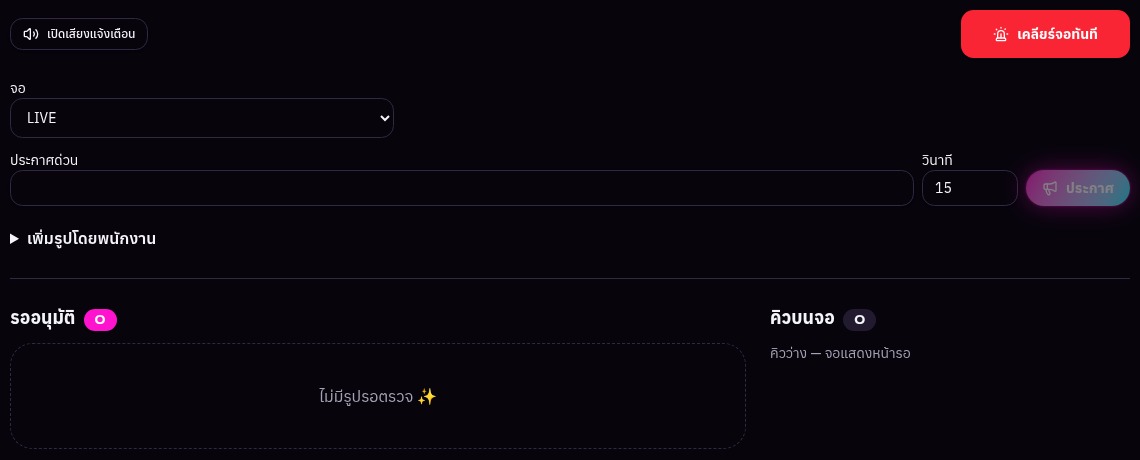 เปิดเสียงแจ้งเตือน
เคลียร์จอทันที
จอ
LIVE
ประกาศด่วน
วินาที
15
ประกาศ
เพิ่มรูปโดยพนักงาน
รออนุมัติ 0
คิวบนจอ 0
คิวว่าง — จอแสดงหน้ารอ
ไม่มีรูปรอตรวจ ✨